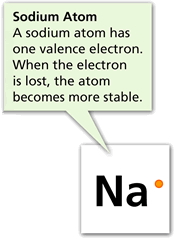 Sodium Atom
A sodium atom has
one valence electron.
When the electron
is lost, the atom
becomes more stable.
Na